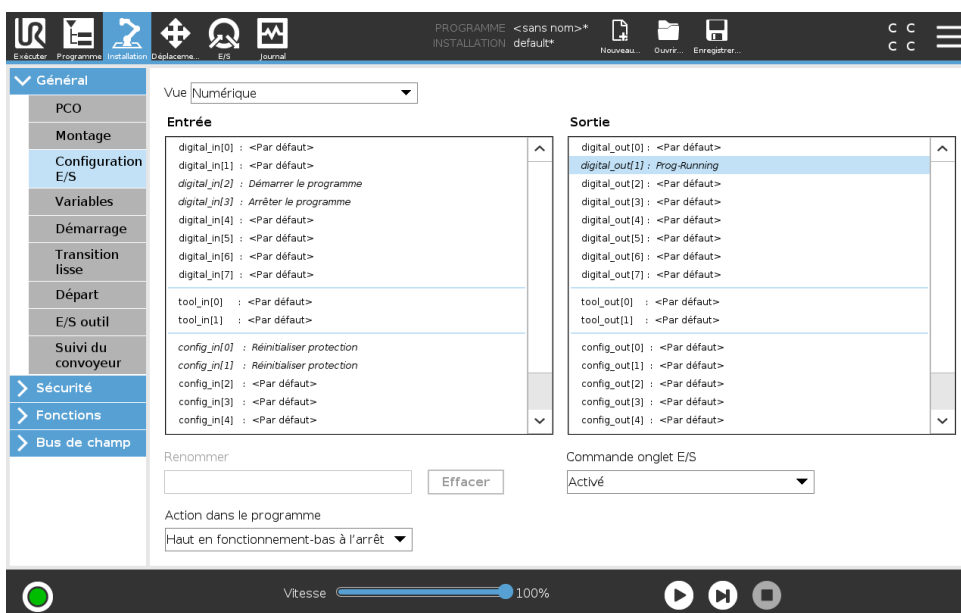 UR
PROGRAMME <sans nom>*
INSTALLATION default*
Exécuter Programme Installation Déplaceme... E/S Journal
Nouveau... Ouvrir... Enregistrer...
C C
C C
Général
PCO
Montage
Configuration
E/S
Variables
Démarrage
Transition
lisse
Départ
E/S outil
Suivi du
convoyeur
Sécurité
Fonctions
Bus de champ
Vue Numérique
Entrée
digital_in[0] : <Par défaut>
digital_in[1] : <Par défaut>
digital_in[2] : Démarrer le programme
digital_in[3] : Arrêter le programme
digital_in[4] : <Par défaut>
digital_in[5] : <Par défaut>
digital_in[6] : <Par défaut>
digital_in[7] : <Par défaut>
tool_in[0] : <Par défaut>
tool_in[1] : <Par défaut>
config_in[0] : Réinitialiser protection
config_in[1] : Réinitialiser protection
config_in[2] : <Par défaut>
config_in[3] : <Par défaut>
config_in[4] : <Par défaut>
Sortie
digital_out[0] : <Par défaut>
digital_out[1] : Prog-Running
digital_out[2] : <Par défaut>
digital_out[3] : <Par défaut>
digital_out[4] : <Par défaut>
digital_out[5] : <Par défaut>
digital_out[6] : <Par défaut>
digital_out[7] : <Par défaut>
tool_out[0] : <Par défaut>
tool_out[1] : <Par défaut>
config_out[0] : <Par défaut>
config_out[1] : <Par défaut>
config_out[2] : <Par défaut>
config_out[3] : <Par défaut>
config_out[4] : <Par défaut>
Renommer
Effacer
Commande onglet E/S
Activé
Action dans le programme
Haut en fonctionnement-bas à l'arrêt
Vitesse 100%